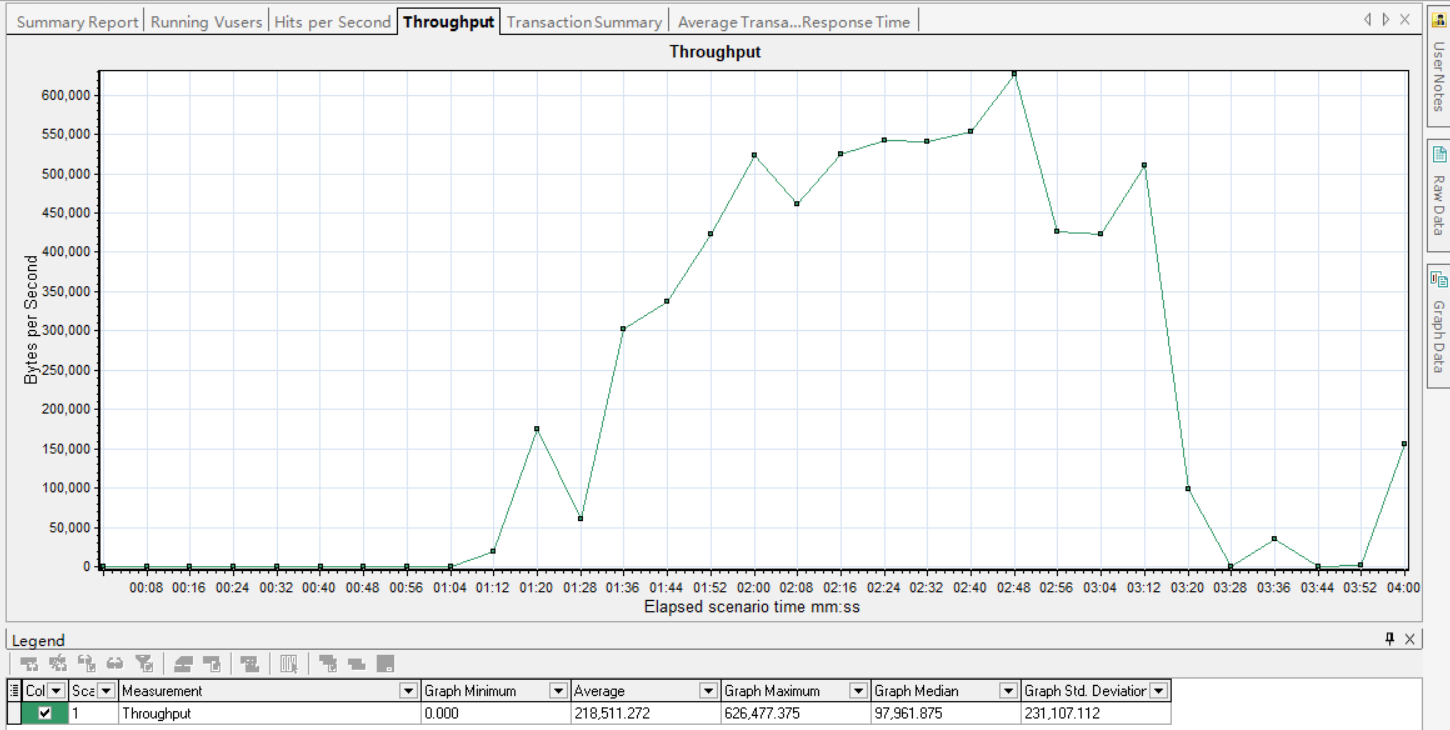 Summary Report Running Vusers Hits per Second Throughput Transaction Summary Average Transa...Response Time
Throughput
600,000
550,000
500,000
450,000
400,000
350,000
300,000
250,000
200,000
150,000
100,000
50,000
0
Bytes per Second
00:08 00:16 00:24 00:32 00:40 00:48 00:56 01:04 01:12 01:20 01:28 01:36 01:44 01:52 02:00 02:08 02:16 02:24 02:32 02:40 02:48 02:56 03:04 03:12 03:20 03:28 03:36 03:44 03:52 04:00
Elapsed scenario time mm:ss
User Notes
Raw Data
Graph Data
Legend
Col Sca Measurement Graph Minimum Average Graph Maximum Graph Median Graph Std. Deviation
1 Throughput 0.000 218,511.272 626,477.375 97,961.875 231,107.112